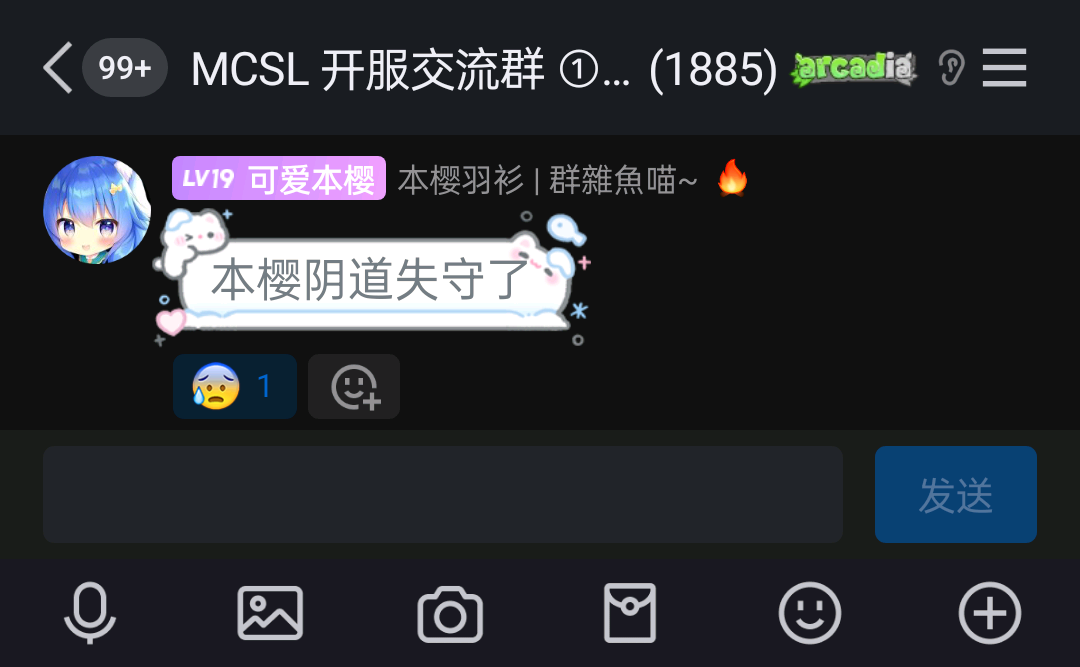 99+ MCSL 开服交流群 ①… (1885) arcadia
LV19 可爱本樱 本樱羽衫 | 群雜魚喵~ 🔥
本樱阴道失守了
😰 1
发送